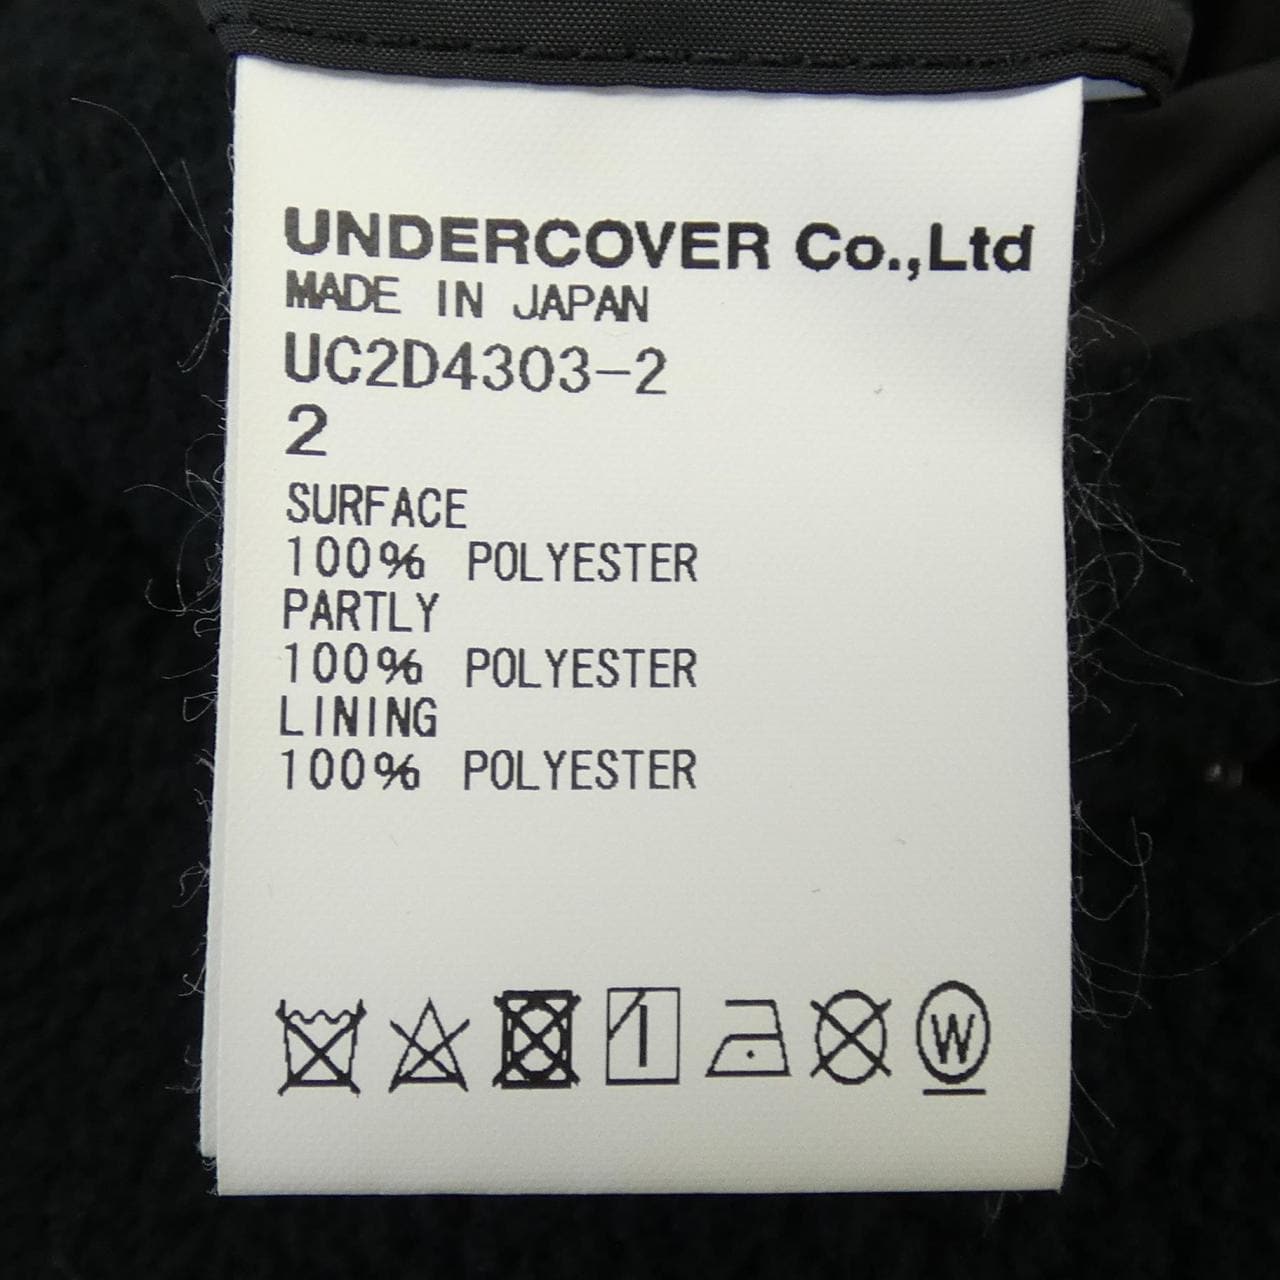 UNDERCOVER Co.,Ltd
MADE IN JAPAN
UC2D4303-2
2
SURFACE
100% POLYESTER
PARTLY
100% POLYESTER
LINING
100% POLYESTER
W